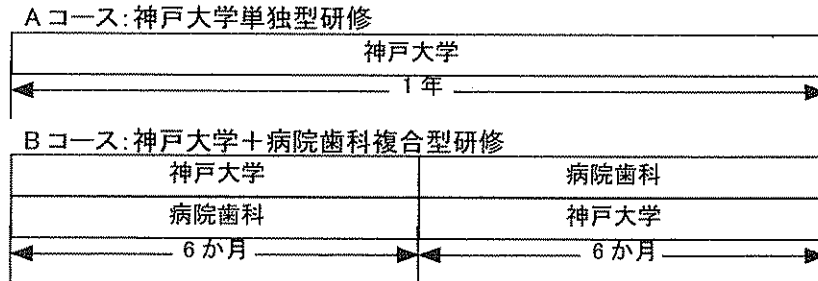 Aコース:神戸大学単独型研修
神戸大学
1年
Bコース:神戸大学+病院歯科複合型研修
神戸大学 病院歯科
病院歯科 神戸大学
6か月 6か月